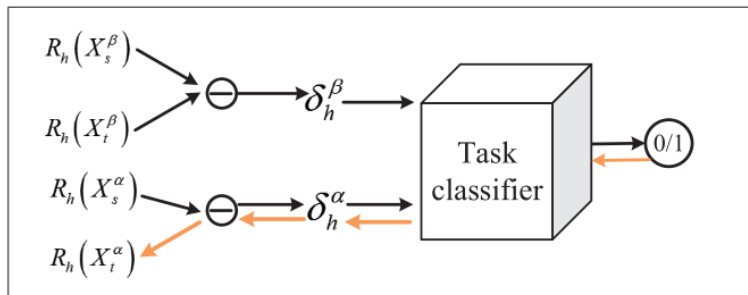 R_h(X_s^β)
R_h(X_t^β)
δ_h^β
R_h(X_s^α)
R_h(X_t^α)
δ_h^α
Task
classifier
0/1